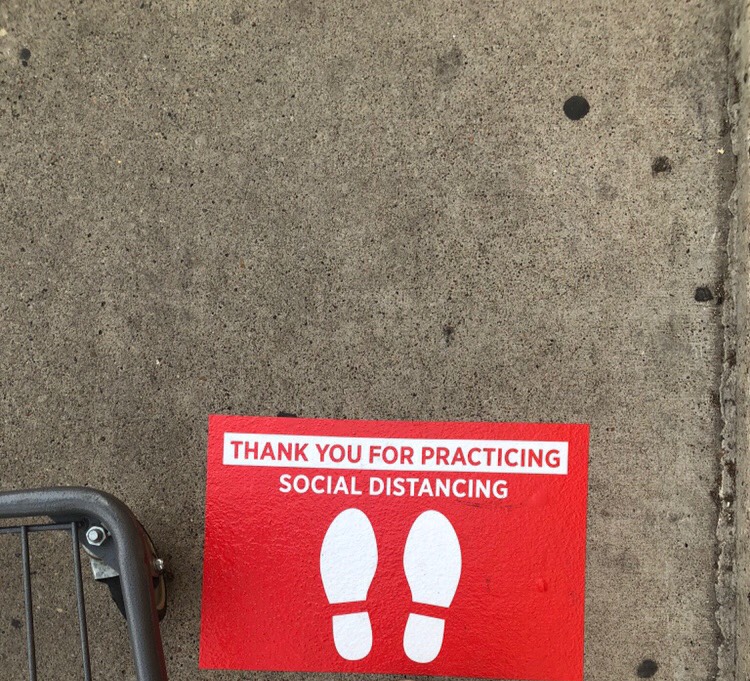 THANK YOU FOR PRACTICING
SOCIAL DISTANCING